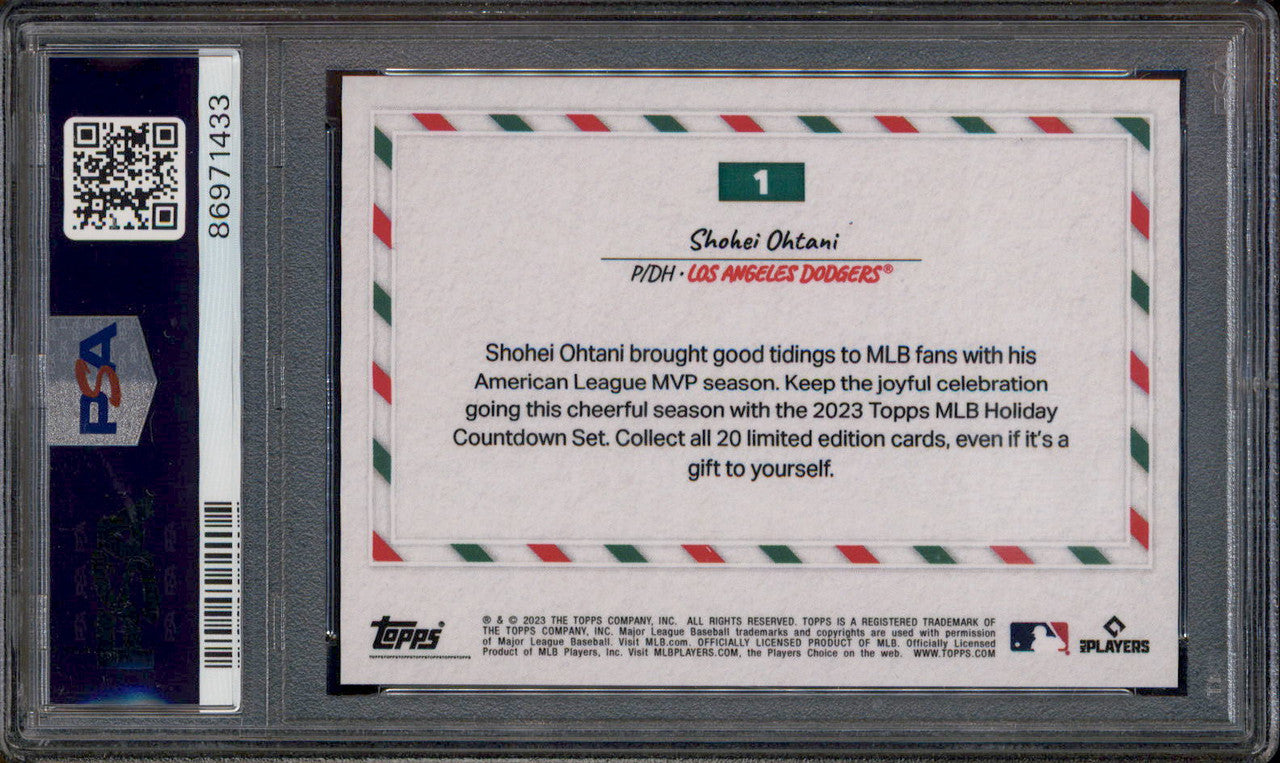 86971433
PSA
1
Shohei Ohtani
P/DH · LOS ANGELES DODGERS®
Shohei Ohtani brought good tidings to MLB fans with his
American League MVP season. Keep the joyful celebration
going this cheerful season with the 2023 Topps MLB Holiday
Countdown Set. Collect all 20 limited edition cards, even if it's a
gift to yourself.
topps®
® & © 2023 THE TOPPS COMPANY, INC. ALL RIGHTS RESERVED. TOPPS IS A REGISTERED TRADEMARK OF
THE TOPPS COMPANY, INC. Major League Baseball trademarks and copyrights are used with permission
of Major League Baseball. Visit MLB.com. OFFICIALLY LICENSED PRODUCT OF MLB. Officially Licensed
Product of MLB Players, Inc. Visit MLBPLAYERS.COM, the Players Choice on the web. WWW.TOPPS.COM
MLB PLAYERS